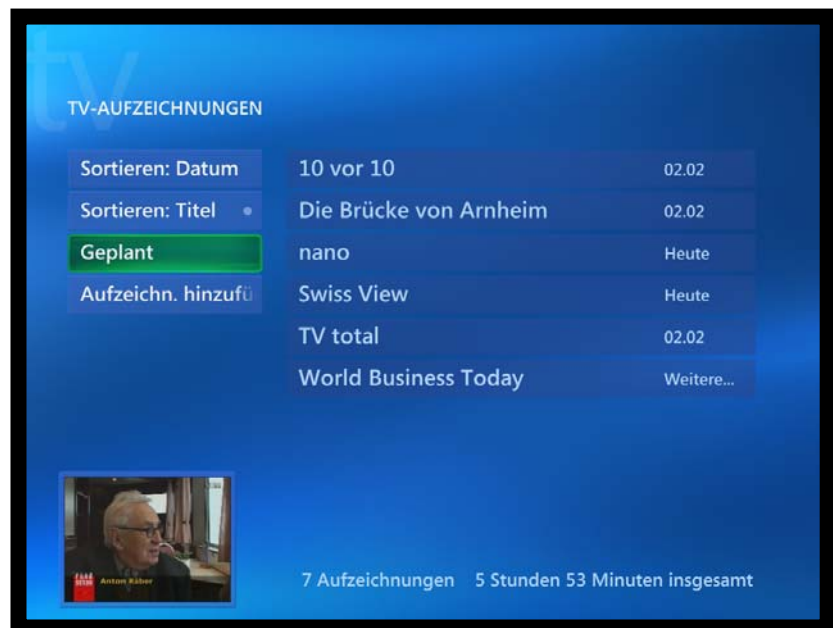 tv
TV-AUFZEICHNUNGEN
Sortieren: Datum
Sortieren: Titel
Geplant
Aufzeichn. hinzufü
10 vor 10 02.02
Die Brücke von Arnheim 02.02
nano Heute
Swiss View Heute
TV total 02.02
World Business Today Weitere...
Anton Käber
7 Aufzeichnungen 5 Stunden 53 Minuten insgesamt